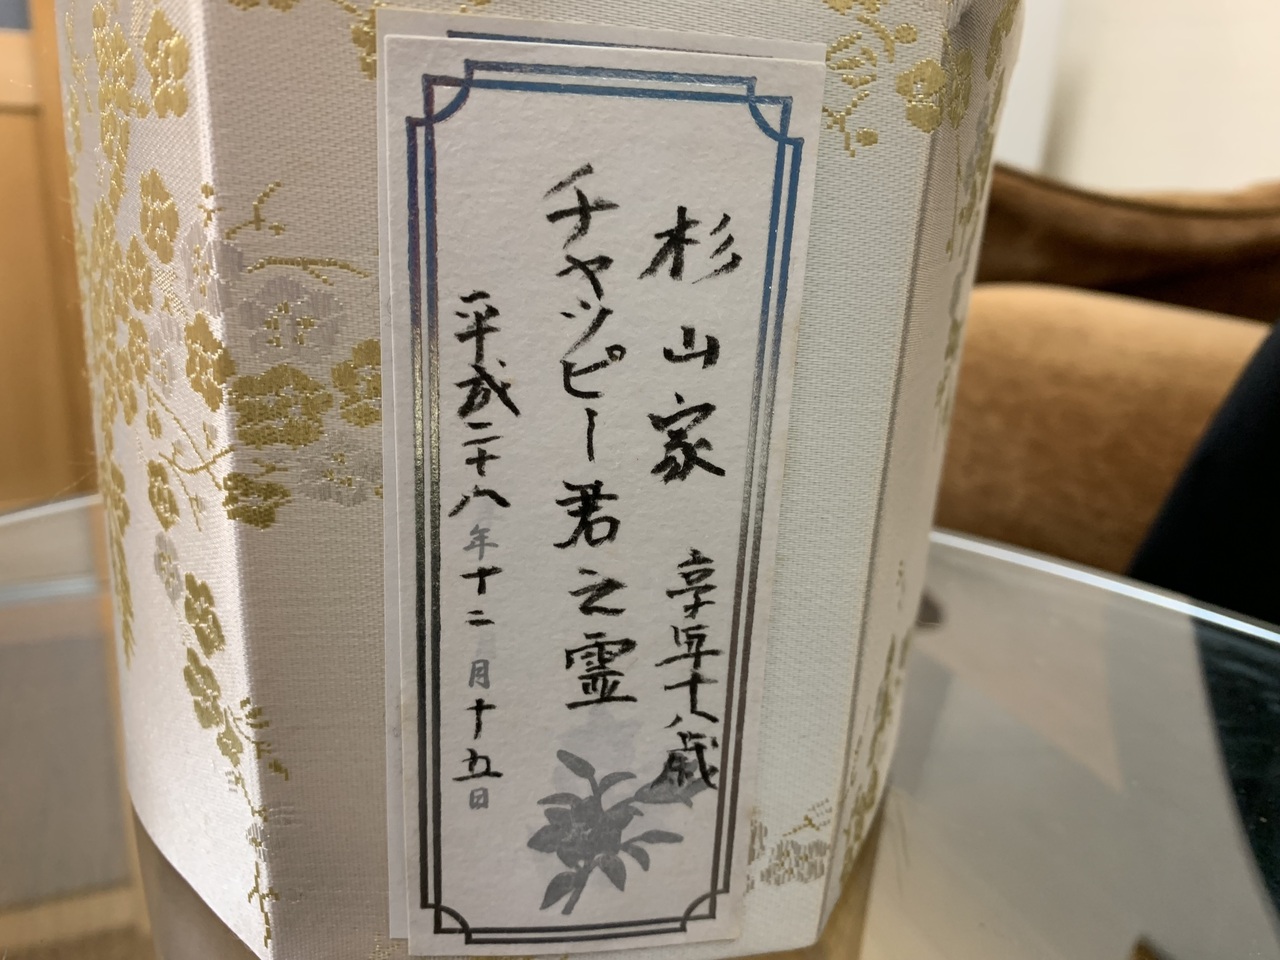 杉山家 享年十八歳
チャッピー君之霊
平成二十八年十二月十五日